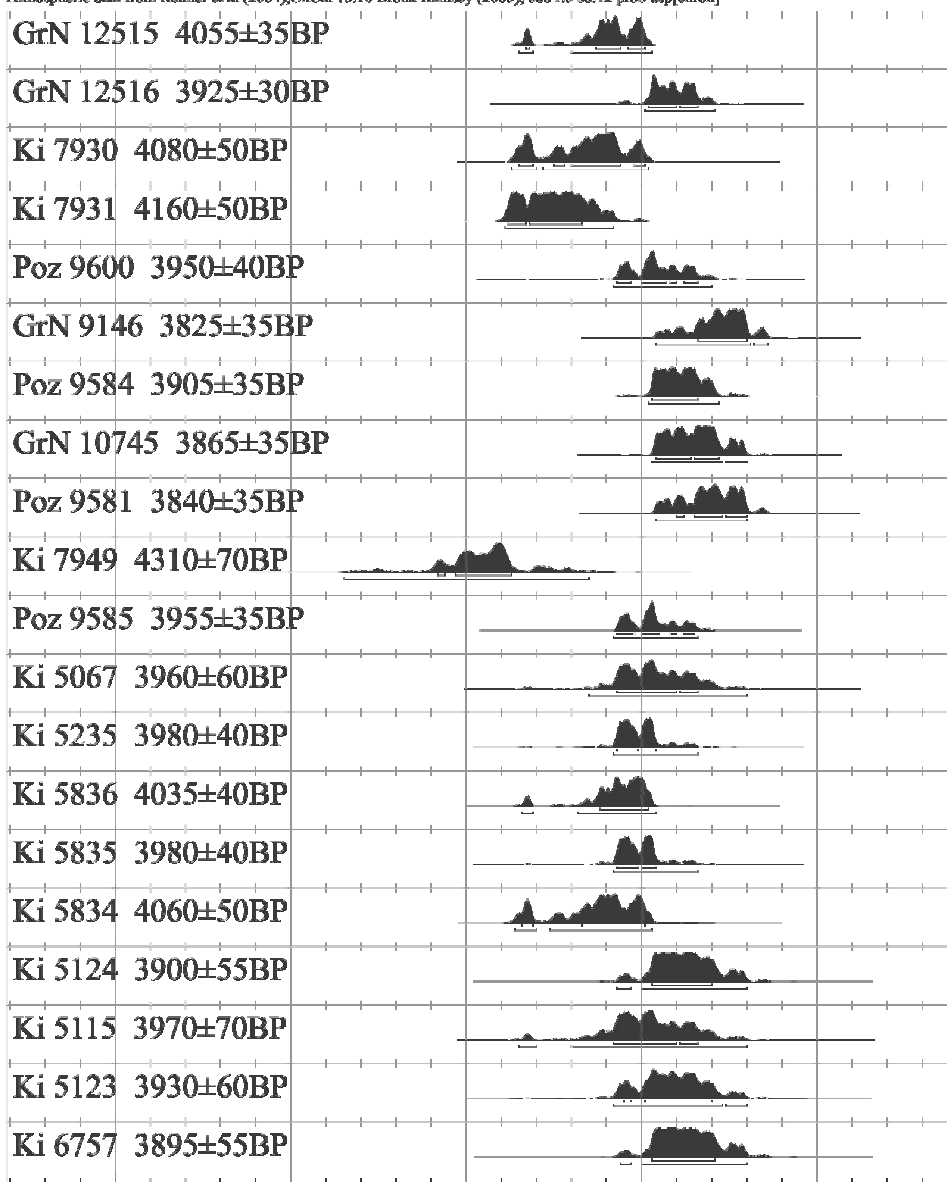 GrN 12515 4055±35BP
GrN 12516 3925±30BP
Ki 7930 4080±50BP
Ki 7931 4160±50BP
Poz 9600 3950±40BP
GrN 9146 3825±35BP
Poz 9584 3905±35BP
GrN 10745 3865±35BP
Poz 9581 3840±35BP
Ki 7949 4310±70BP
Poz 9585 3955±35BP
Ki 5067 3960±60BP
Ki 5235 3980±40BP
Ki 5836 4035±40BP
Ki 5835 3980±40BP
Ki 5834 4060±50BP
Ki 5124 3900±55BP
Ki 5115 3970±70BP
Ki 5123 3930±60BP
Ki 6757 3895±55BP